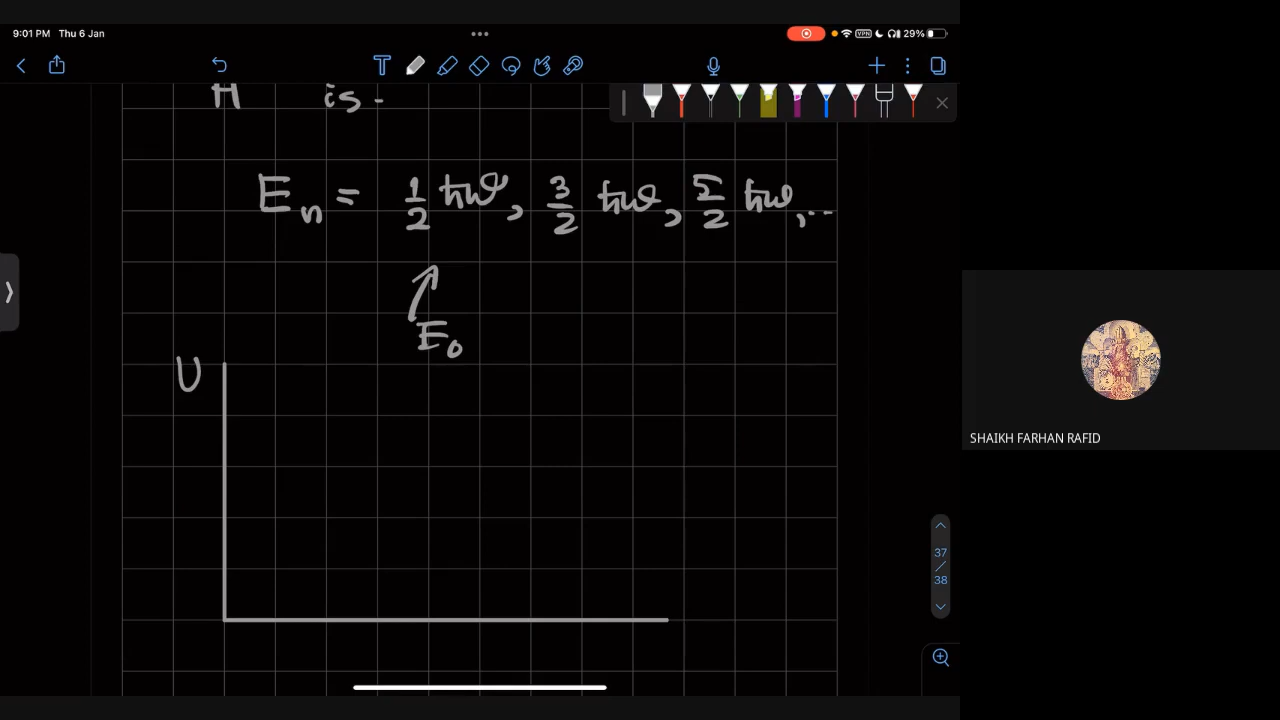 9:01 PM Thu 6 Jan
VPN 29%
T
H is.
Eₙ = 1/2 ħω, 3/2 ħω, 5/2 ħω, ..
E₀
U
37
/
38
SHAIKH FARHAN RAFID